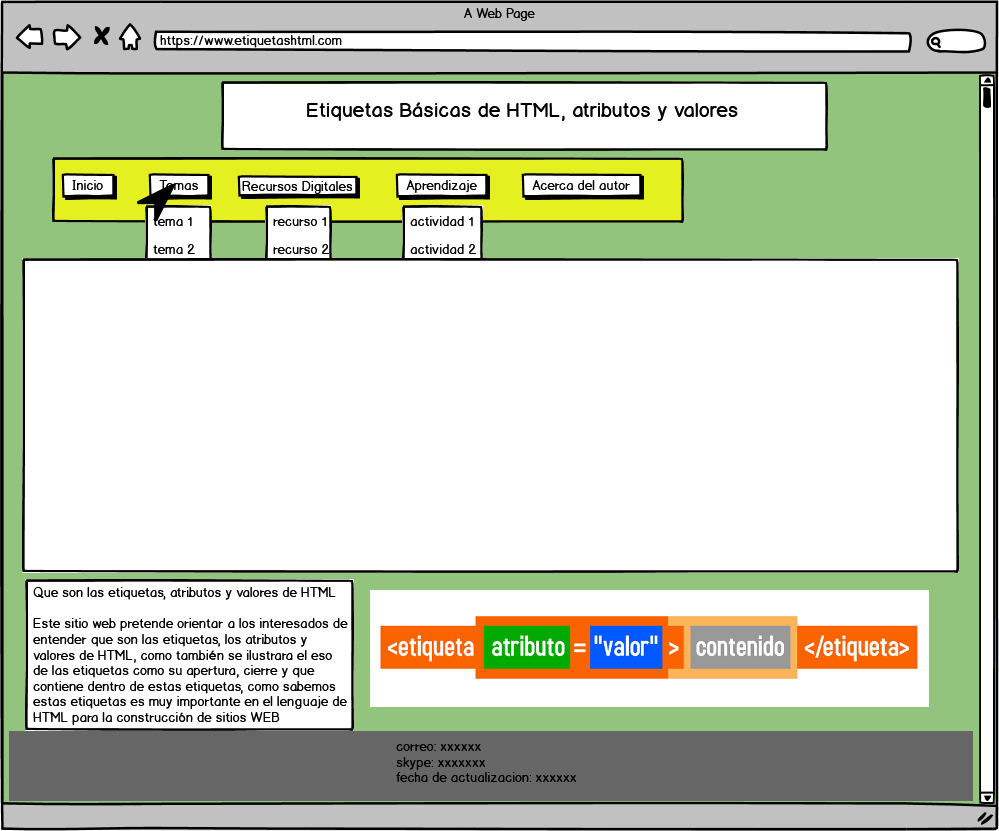 A Web Page
https://www.etiquetashtml.com
Etiquetas Básicas de HTML, atributos y valores
Inicio Temas Recursos Digitales Aprendizaje Acerca del autor
tema 1 recurso 1 actividad 1
tema 2 recurso 2 actividad 2
Que son las etiquetas, atributos y valores de HTML
Este sitio web pretende orientar a los interesados de
entender que son las etiquetas, los atributos y
valores de HTML, como también se ilustrara el eso
de las etiquetas como su apertura, cierre y que
contiene dentro de estas etiquetas, como sabemos
estas etiquetas es muy importante en el lenguaje de
HTML para la construcción de sitios WEB
<etiqueta atributo = "valor" > contenido </etiqueta>
correo: xxxxxx
skype: xxxxxxx
fecha de actualizacion: xxxxxx